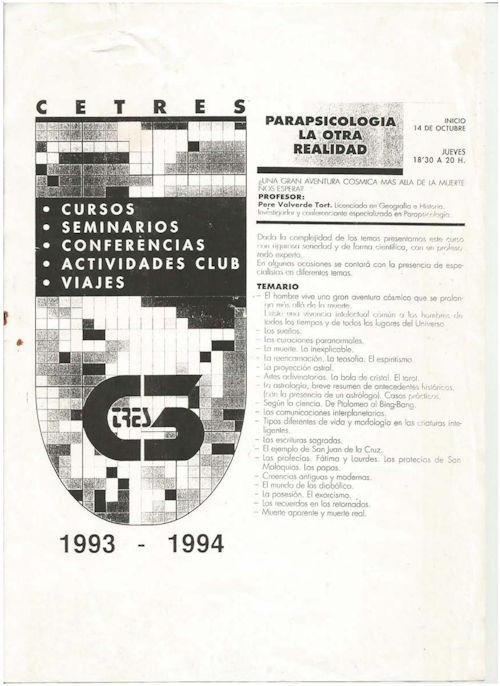 CETRES
• CURSOS
• SEMINARIOS
• CONFERENCIAS
• ACTIVIDADES CLUB
• VIAJES
TRES
1993 - 1994
PARAPSICOLOGIA
LA OTRA
REALIDAD
INICIO
14 DE OCTUBRE
JUEVES
18'30 A 20 H.
¿UNA GRAN AVENTURA COSMICA MAS ALLA DE LA MUERTE
NOS ESPERA?
PROFESOR:
Pere Valverde Tort. Licenciado en Geografía e Historia.
Investigador y conferenciante especializado en Parapsicología.
Dada la complejidad de los temas presentamos este curso
con rigurosa seriedad y de forma científica, con un profeso-
rado experto.
En algunas ocasiones se contará con la presencia de espe-
cialistas en diferentes temas.
TEMARIO
– El hombre vive una gran aventura cósmica que se prolon-
ga más allá de la muerte.
Existe una vivencia intelectual común a los hombres de
todos los tiempos y de todos los lugares del Universo
– Los sueños.
– Las curaciones paranormales.
– La muerte. La inexplicable.
– La reencarnación. La teosofía. El espiritismo.
– La proyección astral.
– Artes adivinatorias. La bola de cristal. El tarot.
– La astrología, breve resumen de antecedentes históricos,
(con la presencia de un astrólogo). Casos prácticos.
– Según la ciencia. De Ptolomeo al Bing-Bang.
– Las comunicaciones interplanetarias.
– Tipos diferentes de vida y morfología en las criaturas inte-
ligentes.
– Las escrituras sagradas.
– El ejemplo de San Juan de la Cruz.
– Las profecías. Fátima y Lourdes. Las profecías de San
Malaquías. Los papas.
– Creencias antiguas y modernas.
– El mundo de lo diabólico.
– La posesión. El exorcismo.
– Los recuerdos en los retornados.
– Muerte aparente y muerte real.